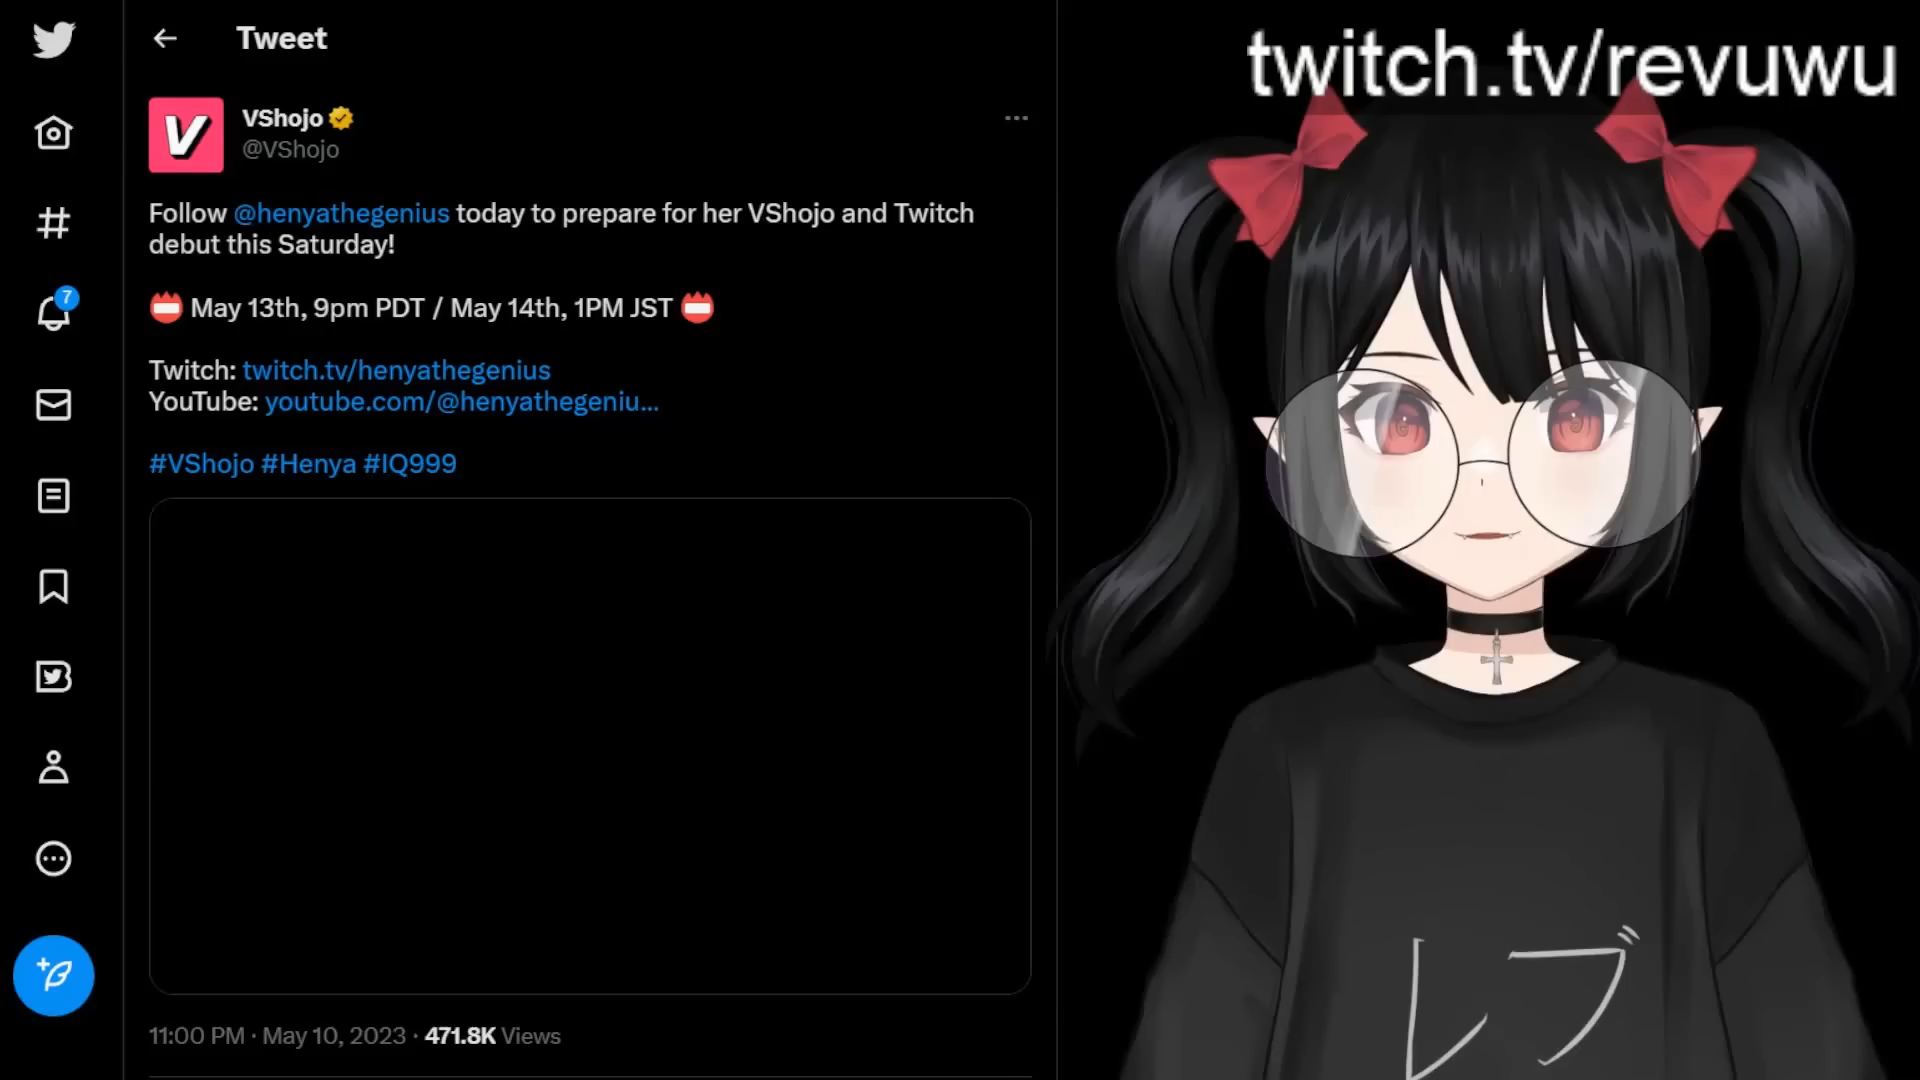 Tweet
twitch.tv/revuwu
VShojo
@VShojo
Follow @henyathegenius today to prepare for her VShojo and Twitch
debut this Saturday!
📛 May 13th, 9pm PDT / May 14th, 1PM JST 📛
Twitch: twitch.tv/henyathegenius
YouTube: youtube.com/@henyathegeniu...
#VShojo #Henya #IQ999
11:00 PM · May 10, 2023 · 471.8K Views
7
V
レブ